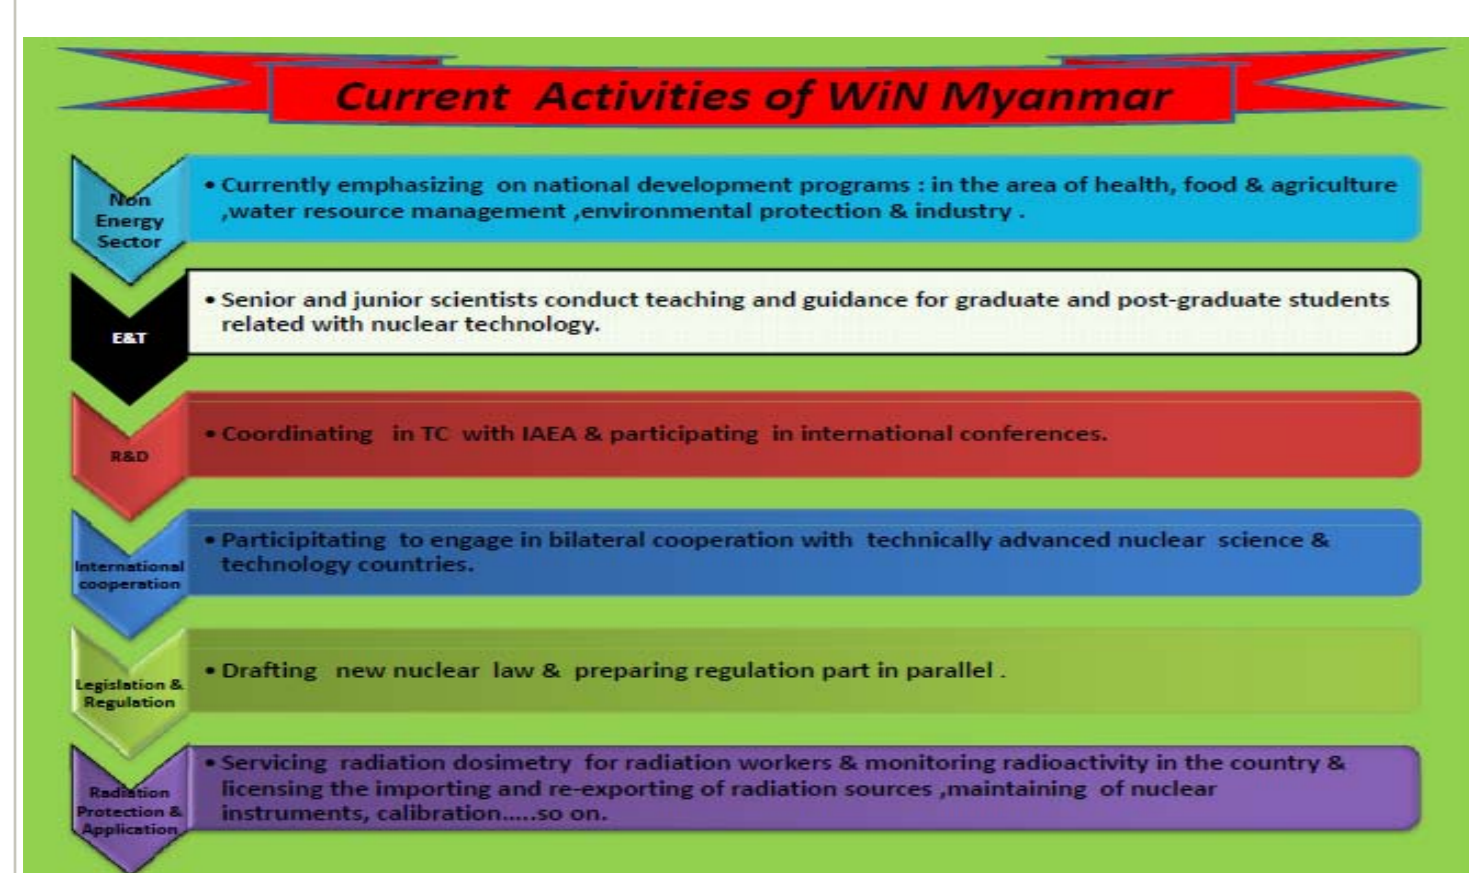 Current Activities of WiN Myanmar
Non
Energy
Sector
• Currently emphasizing on national development programs : in the area of health, food & agriculture
,water resource management ,environmental protection & industry .
E&T
• Senior and junior scientists conduct teaching and guidance for graduate and post-graduate students
related with nuclear technology.
R&D
• Coordinating in TC with IAEA & participating in international conferences.
International
cooperation
• Participitating to engage in bilateral cooperation with technically advanced nuclear science &
technology countries.
Legislation &
Regulation
• Drafting new nuclear law & preparing regulation part in parallel .
Radiation
Protection &
Application
• Servicing radiation dosimetry for radiation workers & monitoring radioactivity in the country &
licensing the importing and re-exporting of radiation sources ,maintaining of nuclear
instruments, calibration.....so on.